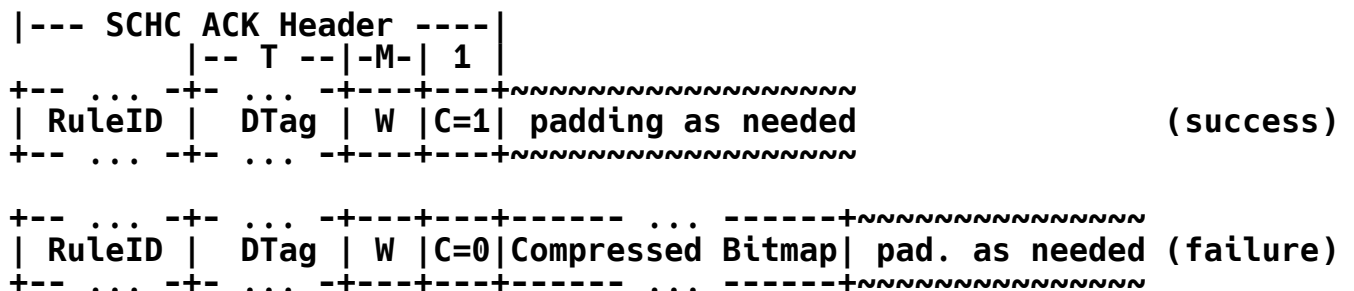 |--- SCHC ACK Header ----|
         |-- T --|-M-| 1 |
+-- ... -+- ... -+---+---+~~~~~~~~~~~~~~~~~~
| RuleID |  DTag | W |C=1| padding as needed                (success)
+-- ... -+- ... -+---+---+~~~~~~~~~~~~~~~~~~

+-- ... -+- ... -+---+---+------ ... ------+~~~~~~~~~~~~~~~
| RuleID |  DTag | W |C=0|Compressed Bitmap| pad. as needed (failure)
+-- ... -+- ... -+---+---+------ ... ------+~~~~~~~~~~~~~~~